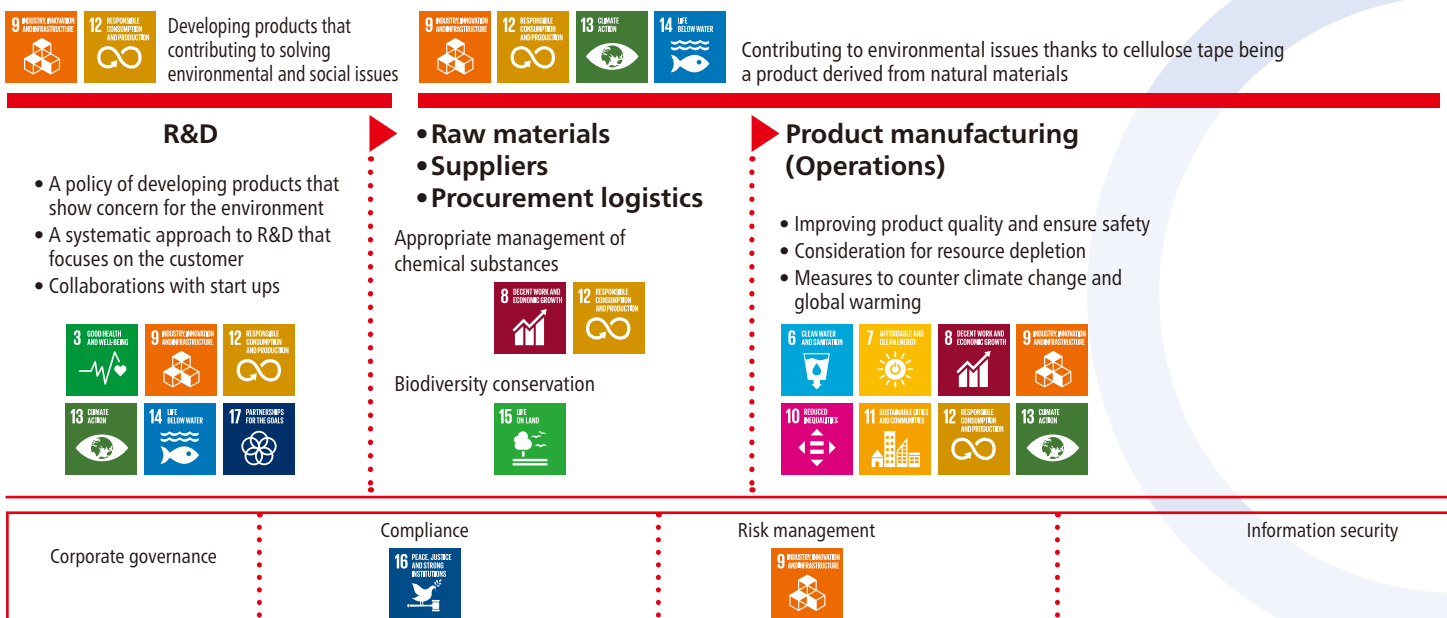 9 INDUSTRY, INNOVATION
AND INFRASTRUCTURE
12 RESPONSIBLE
CONSUMPTION
AND PRODUCTION
Developing products that
contributing to solving
environmental and social issues
9 INDUSTRY, INNOVATION
AND INFRASTRUCTURE
12 RESPONSIBLE
CONSUMPTION
AND PRODUCTION
13 CLIMATE
ACTION
14 LIFE
BELOW WATER
Contributing to environmental issues thanks to cellulose tape being
a product derived from natural materials
R&D
• A policy of developing products that
show concern for the environment
• A systematic approach to R&D that
focuses on the customer
• Collaborations with start ups
3 GOOD HEALTH
AND WELL-BEING
9 INDUSTRY, INNOVATION
AND INFRASTRUCTURE
12 RESPONSIBLE
CONSUMPTION
AND PRODUCTION
13 CLIMATE
ACTION
14 LIFE
BELOW WATER
17 PARTNERSHIPS
FOR THE GOALS
• Raw materials
• Suppliers
• Procurement logistics
Appropriate management of
chemical substances
8 DECENT WORK AND
ECONOMIC GROWTH
12 RESPONSIBLE
CONSUMPTION
AND PRODUCTION
Biodiversity conservation
15 LIFE
ON LAND
Product manufacturing
(Operations)
• Improving product quality and ensure safety
• Consideration for resource depletion
• Measures to counter climate change and
global warming
6 CLEAN WATER
AND SANITATION
7 AFFORDABLE AND
CLEAN ENERGY
8 DECENT WORK AND
ECONOMIC GROWTH
9 INDUSTRY, INNOVATION
AND INFRASTRUCTURE
10 REDUCED
INEQUALITIES
11 SUSTAINABLE CITIES
AND COMMUNITIES
12 RESPONSIBLE
CONSUMPTION
AND PRODUCTION
13 CLIMATE
ACTION
Corporate governance
Compliance
16 PEACE, JUSTICE
AND STRONG
INSTITUTIONS
Risk management
9 INDUSTRY, INNOVATION
AND INFRASTRUCTURE
Information security